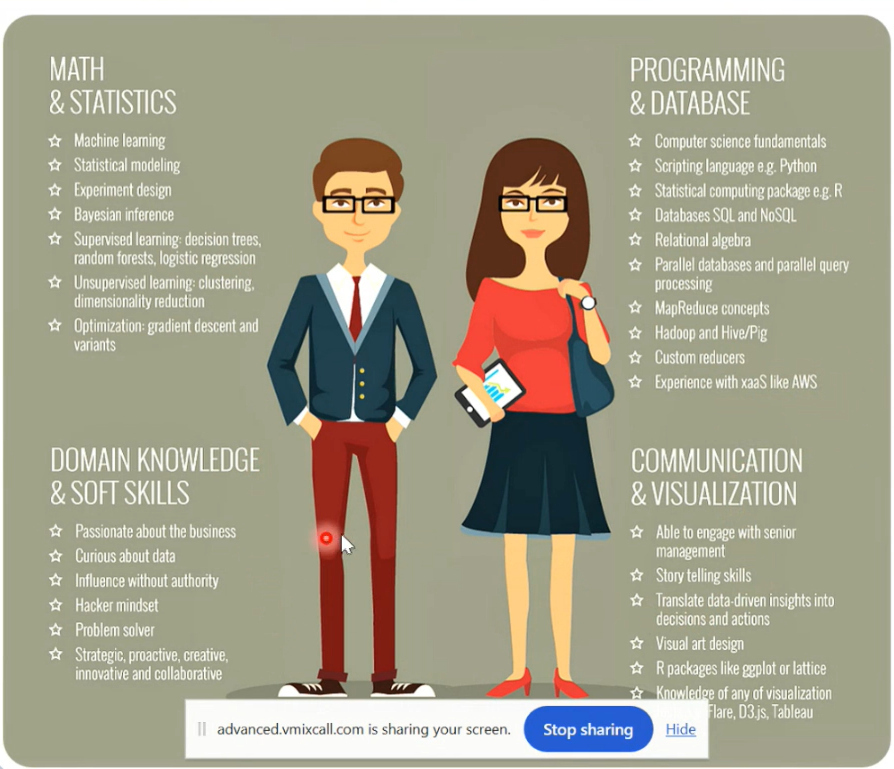 MATH
& STATISTICS
Machine learning
Statistical modeling
Experiment design
Bayesian inference
Supervised learning: decision trees,
random forests, logistic regression
Unsupervised learning: clustering,
dimensionality reduction
Optimization: gradient descent and
variants
PROGRAMMING
& DATABASE
Computer science fundamentals
Scripting language e.g. Python
Statistical computing package e.g. R
Databases SQL and NoSQL
Relational algebra
Parallel databases and parallel query
processing
MapReduce concepts
Hadoop and Hive/Pig
Custom reducers
Experience with xaaS like AWS
DOMAIN KNOWLEDGE
& SOFT SKILLS
Passionate about the business
Curious about data
Influence without authority
Hacker mindset
Problem solver
Strategic, proactive, creative,
innovative and collaborative
COMMUNICATION
& VISUALIZATION
Able to engage with senior
management
Story telling skills
Translate data-driven insights into
decisions and actions
Visual art design
R packages like ggplot or lattice
Knowledge of any of visualization
Flare, D3.js, Tableau
advanced.vmixcall.com is sharing your screen.
Stop sharing
Hide